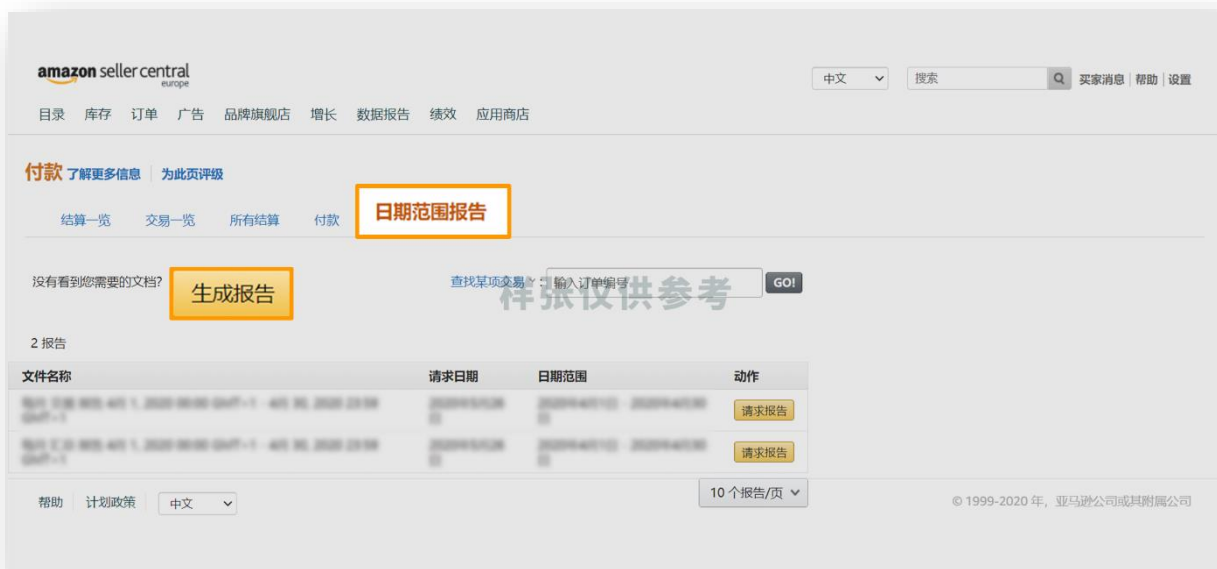 amazon seller central
europe
中文
搜索
买家消息 帮助 设置
目录 库存 订单 广告 品牌旗舰店 增长 数据报告 绩效 应用商店
付款 了解更多信息 为此页评级
结算一览 交易一览 所有结算 付款 日期范围报告
没有看到您需要的文档? 生成报告 查找某项交易: 输入订单编号 GO!
样张仅供参考
2 报告
文件名称 请求日期 日期范围 动作
请求报告
请求报告
10 个报告/页
帮助 计划政策 中文 © 1999-2020 年, 亚马逊公司或其附属公司